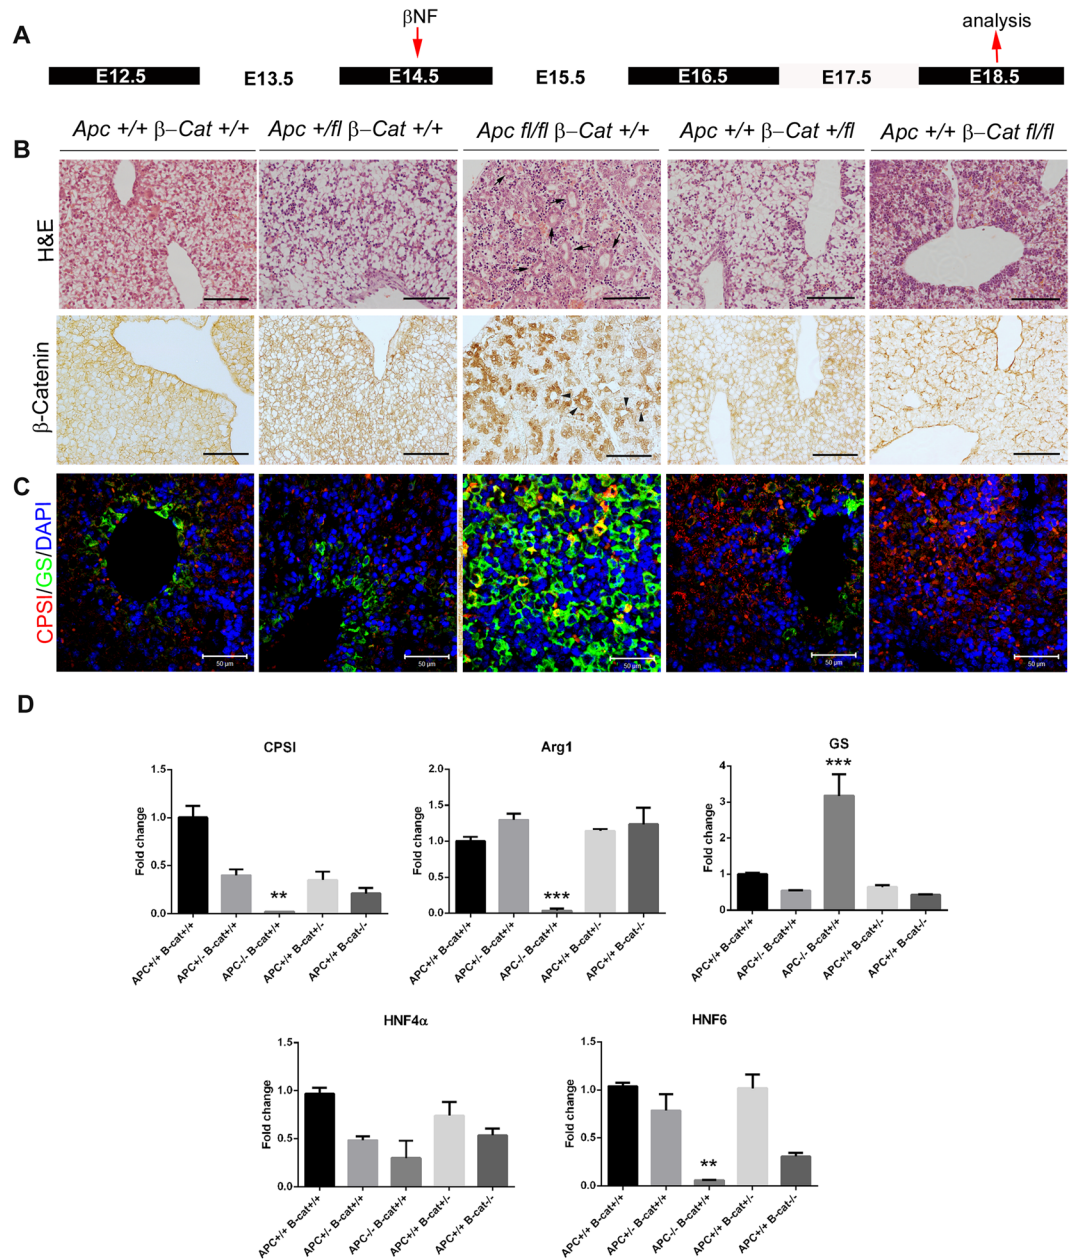 A
βNF
analysis
E12.5 E13.5 E14.5 E15.5 E16.5 E17.5 E18.5
Apc +/+ β–Cat +/+ Apc +/fl β–Cat +/+ Apc fl/fl β–Cat +/+ Apc +/+ β–Cat +/fl Apc +/+ β–Cat fl/fl
B
H&E
β-Catenin
C
CPSI/GS/DAPI
50 µm 50 µm 50 µm 50 µm 50 µm
D
CPSI
Fold change
1.5
1.0
0.5
0.0
**
APC+/+ B-cat+/+
APC+/- B-cat+/+
APC-/- B-cat+/+
APC+/+ B-cat+/-
APC+/+ B-cat-/-
Arg1
Fold change
2.0
1.5
1.0
0.5
0.0
***
APC+/+ B-cat+/+
APC+/- B-cat+/+
APC-/- B-cat+/+
APC+/+ B-cat+/-
APC+/+ B-cat-/-
GS
Fold change
4
3
2
1
0
***
APC+/+ B-cat+/+
APC+/- B-cat+/+
APC-/- B-cat+/+
APC+/+ B-cat+/-
APC+/+ B-cat-/-
HNF4α
Fold change
1.5
1.0
0.5
0.0
APC+/+ B-cat+/+
APC+/- B-cat+/+
APC-/- B-cat+/+
APC+/+ B-cat+/-
APC+/+ B-cat-/-
HNF6
Fold change
1.5
1.0
0.5
0.0
**
APC+/+ B-cat+/+
APC+/- B-cat+/+
APC-/- B-cat+/+
APC+/+ B-cat+/-
APC+/+ B-cat-/-